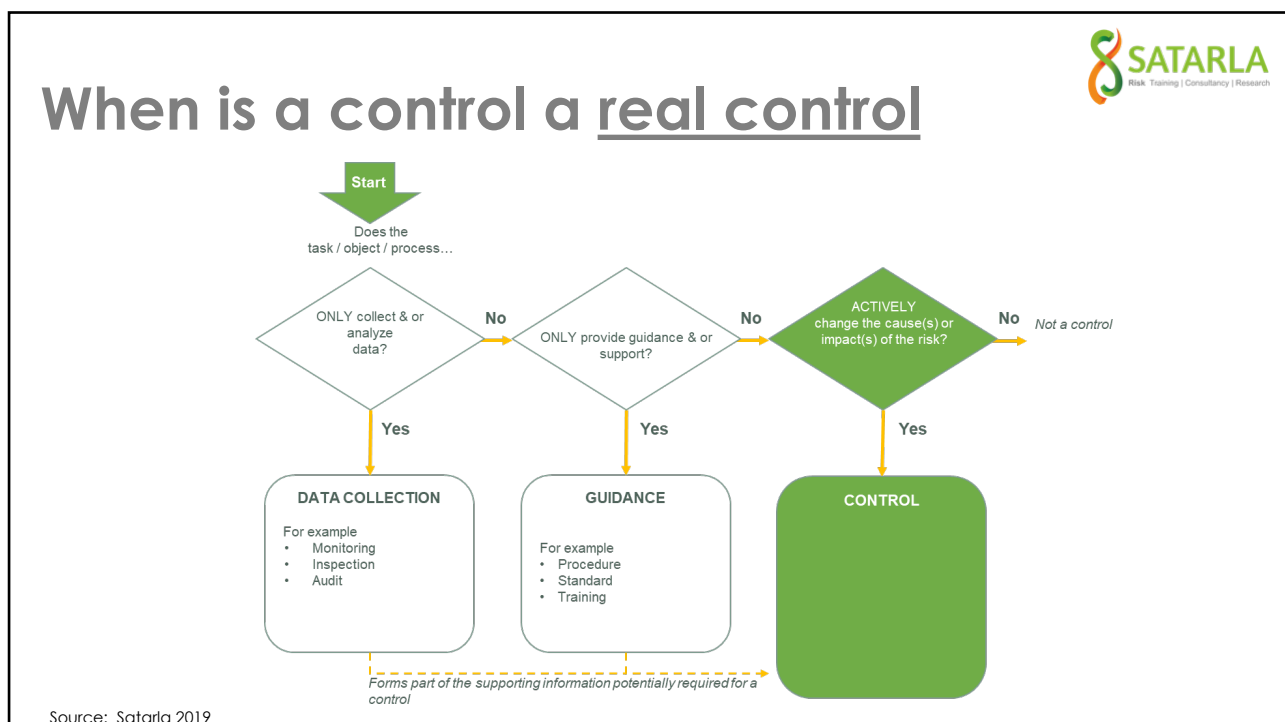 SATARLA
Risk Training | Consultancy | Research
When is a control a real control
Start
Does the
task / object / process…
ONLY collect & or
analyze
data?
No
ONLY provide guidance & or
support?
No
ACTIVELY
change the cause(s) or
impact(s) of the risk?
No
Not a control
Yes
Yes
Yes
DATA COLLECTION
For example
• Monitoring
• Inspection
• Audit
GUIDANCE
For example
• Procedure
• Standard
• Training
CONTROL
Forms part of the supporting information potentially required for a
control
Source: Satarla 2019